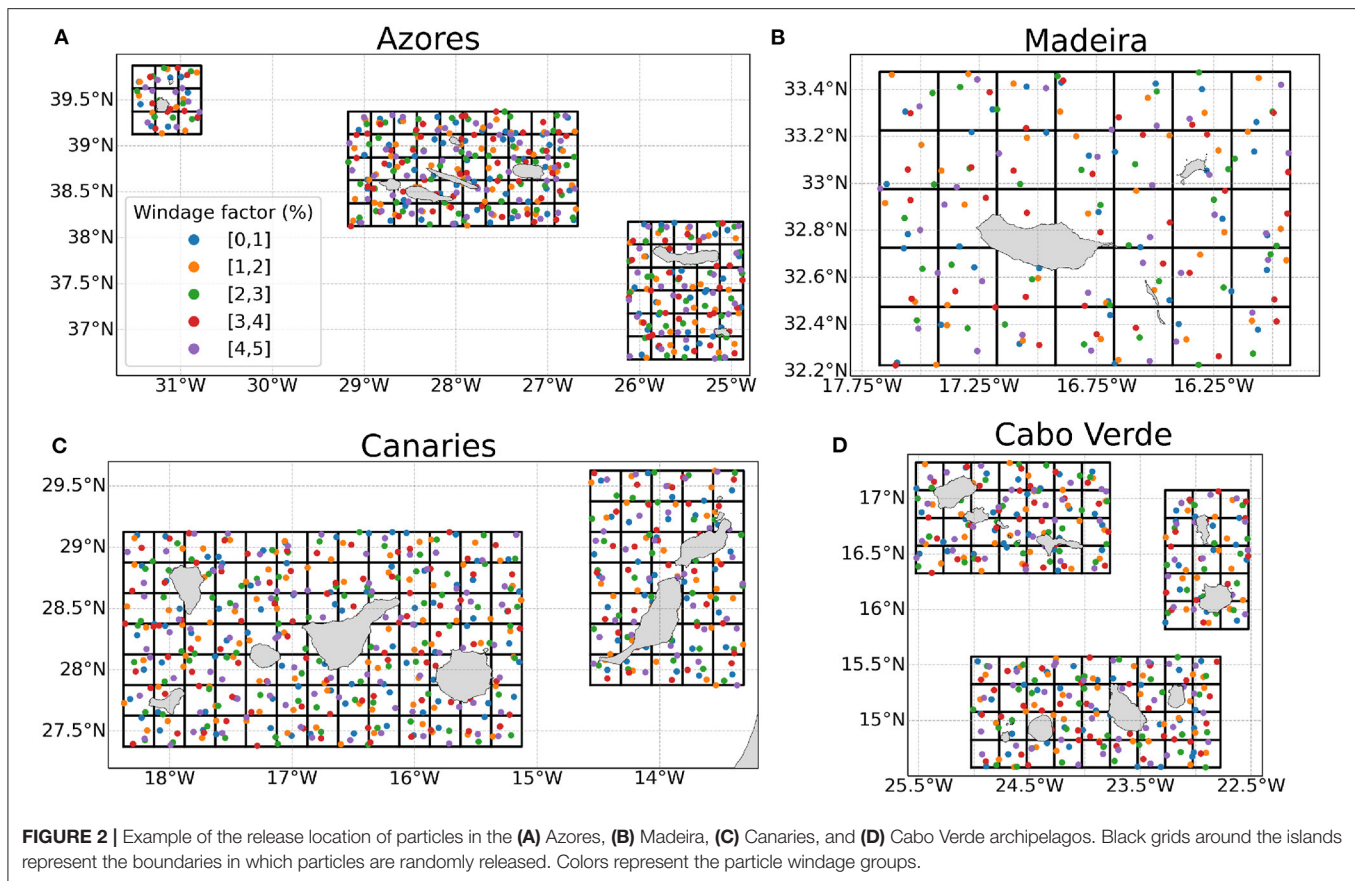 A
Azores
39.5°N
39°N
38.5°N
38°N
37.5°N
37°N
Windage factor (%)
[0,1]
[1,2]
[2,3]
[3,4]
[4,5]
31°W 30°W 29°W 28°W 27°W 26°W 25°W
B
Madeira
33.4°N
33.2°N
33°N
32.8°N
32.6°N
32.4°N
32.2°N
17.75°W 17.25°W 16.75°W 16.25°W
C
Canaries
29.5°N
29°N
28.5°N
28°N
27.5°N
18°W 17°W 16°W 15°W 14°W
D
Cabo Verde
17°N
16.5°N
16°N
15.5°N
15°N
25.5°W 24.5°W 23.5°W 22.5°W
FIGURE 2 | Example of the release location of particles in the (A) Azores, (B) Madeira, (C) Canaries, and (D) Cabo Verde archipelagos. Black grids around the islands
represent the boundaries in which particles are randomly released. Colors represent the particle windage groups.